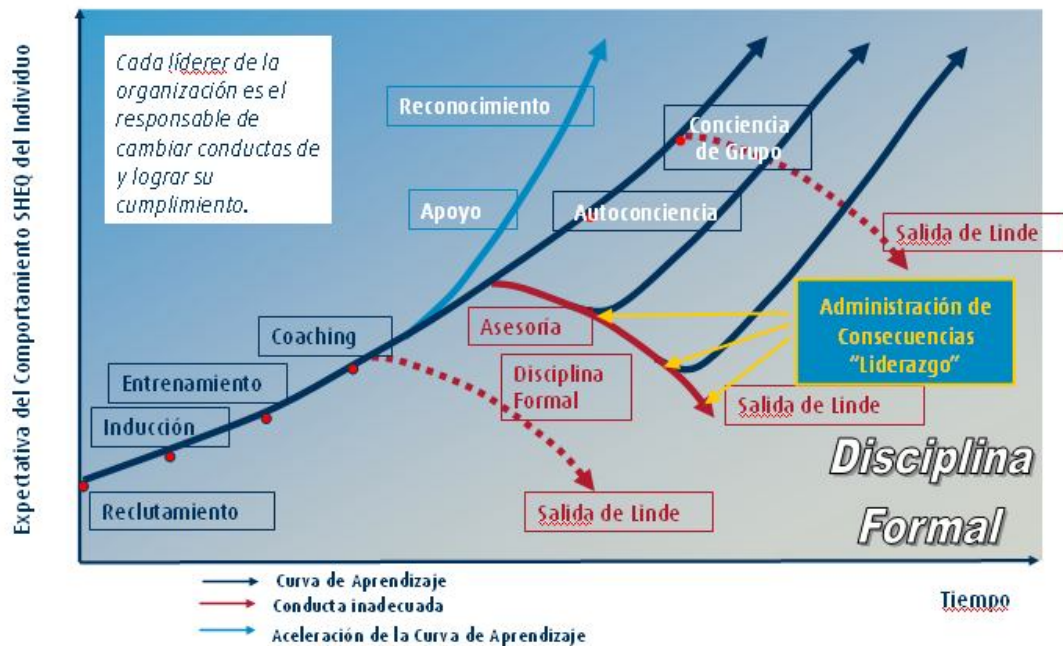 Expectativa del Comportamiento SHEQ del Individuo
Cada líderer de la
organización es el
responsable de
cambiar conductas de
y lograr su
cumplimiento.
Reconocimiento
Apoyo
Conciencia
de Grupo
Autoconciencia
Salida de Linde
Coaching
Asesoría
Administración de
Consecuencias
“Liderazgo”
Entrenamiento
Disciplina
Formal
Salida de Linde
Inducción
Reclutamiento
Salida de Linde
Disciplina
Formal
Curva de Aprendizaje
Conducta inadecuada
Aceleración de la Curva de Aprendizaje
Tiempo